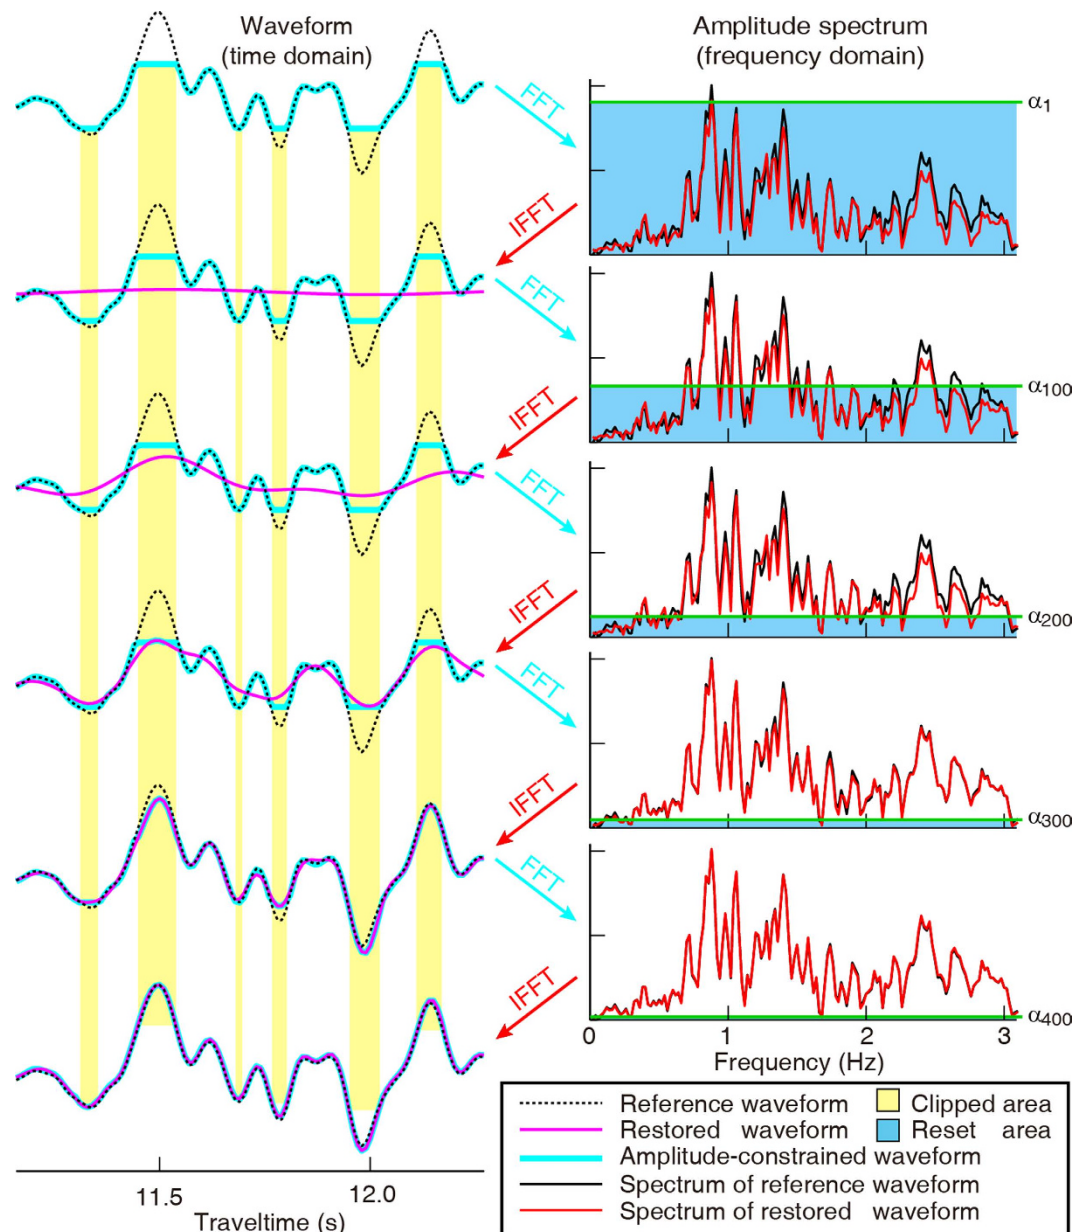 Waveform
(time domain)
Amplitude spectrum
(frequency domain)
FFT
α1
IFFT
FFT
α100
IFFT
FFT
α200
IFFT
FFT
α300
IFFT
FFT
α400
IFFT
0 1 2 3
Frequency (Hz)
Reference waveform
Clipped area
Restored waveform
Reset area
Amplitude-constrained waveform
Spectrum of reference waveform
Spectrum of restored waveform
11.5 12.0
Traveltime (s)